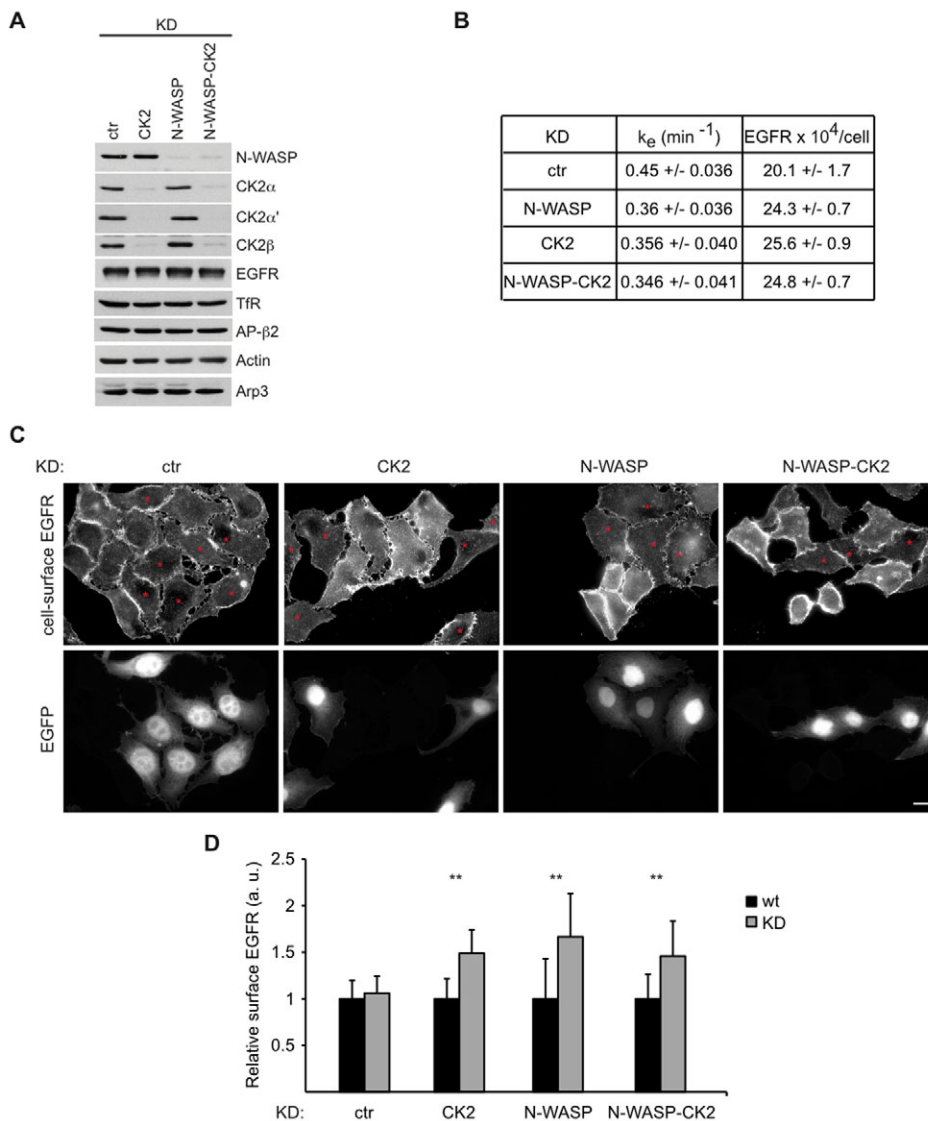 A
KD
ctr
CK2
N-WASP
N-WASP-CK2
N-WASP
CK2α
CK2α'
CK2β
EGFR
TfR
AP-β2
Actin
Arp3
B
KD ke (min -1) EGFR x 10^4/cell
ctr 0.45 +/- 0.036 20.1 +/- 1.7
N-WASP 0.36 +/- 0.036 24.3 +/- 0.7
CK2 0.356 +/- 0.040 25.6 +/- 0.9
N-WASP-CK2 0.346 +/- 0.041 24.8 +/- 0.7
C
KD: ctr CK2 N-WASP N-WASP-CK2
cell-surface EGFR
EGFP
D
Relative surface EGFR (a. u.)
2.5
2
1.5
1
0.5
** ** **
wt
KD
KD: ctr CK2 N-WASP N-WASP-CK2